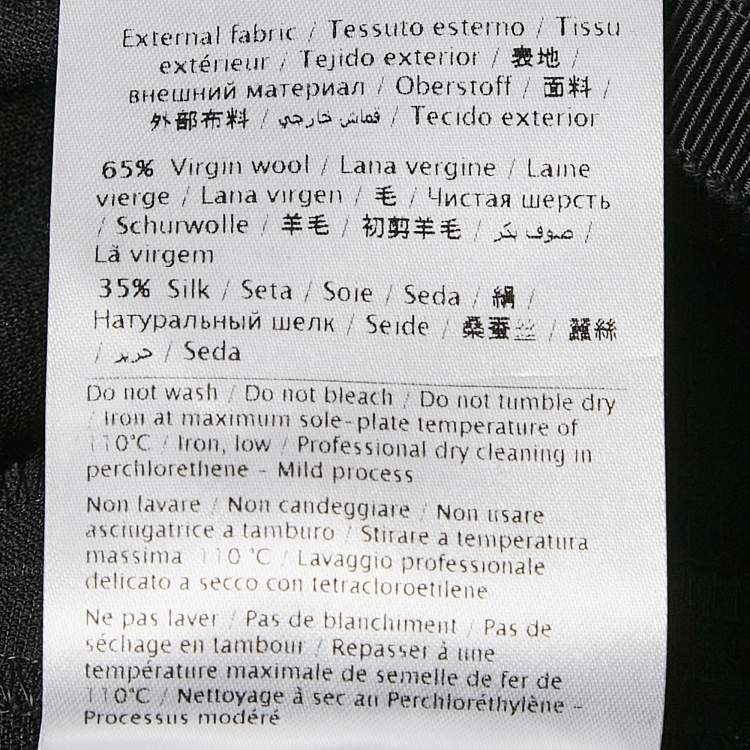 External fabric / Tessuto esterno / Tissu
extérieur / Tejido exterior / 表地 /
внешний материал / Oberstoff / 面料 /
外部布料 / قماش خارجي / Tecido exterior
65% Virgin wool / Lana vergine / Laine
vierge / Lana virgen / 毛 / Чистая шерсть
/ Schurwolle / 羊毛 / 初剪羊毛 / صوف بكر /
Lã virgem
35% Silk / Seta / Soie / Seda / 絹 /
Натуральный шелк / Seide / 桑蚕丝 / 蠶絲
/ حرير / Seda
Do not wash / Do not bleach / Do not tumble dry
/ Iron at maximum sole-plate temperature of
110°C / Iron, low / Professional dry cleaning in
perchlorethene - Mild process
Non lavare / Non candeggiare / Non usare
asciugatrice a tamburo / Stirare a temperatura
massima 110 °C / Lavaggio professionale
delicato a secco con tetracloroetilene
Ne pas laver / Pas de blanchiment / Pas de
séchage en tambour / Repasser à une
température maximale de semelle de fer de
110°C / Nettoyage à sec au Perchloréthylène -
Processus modéré